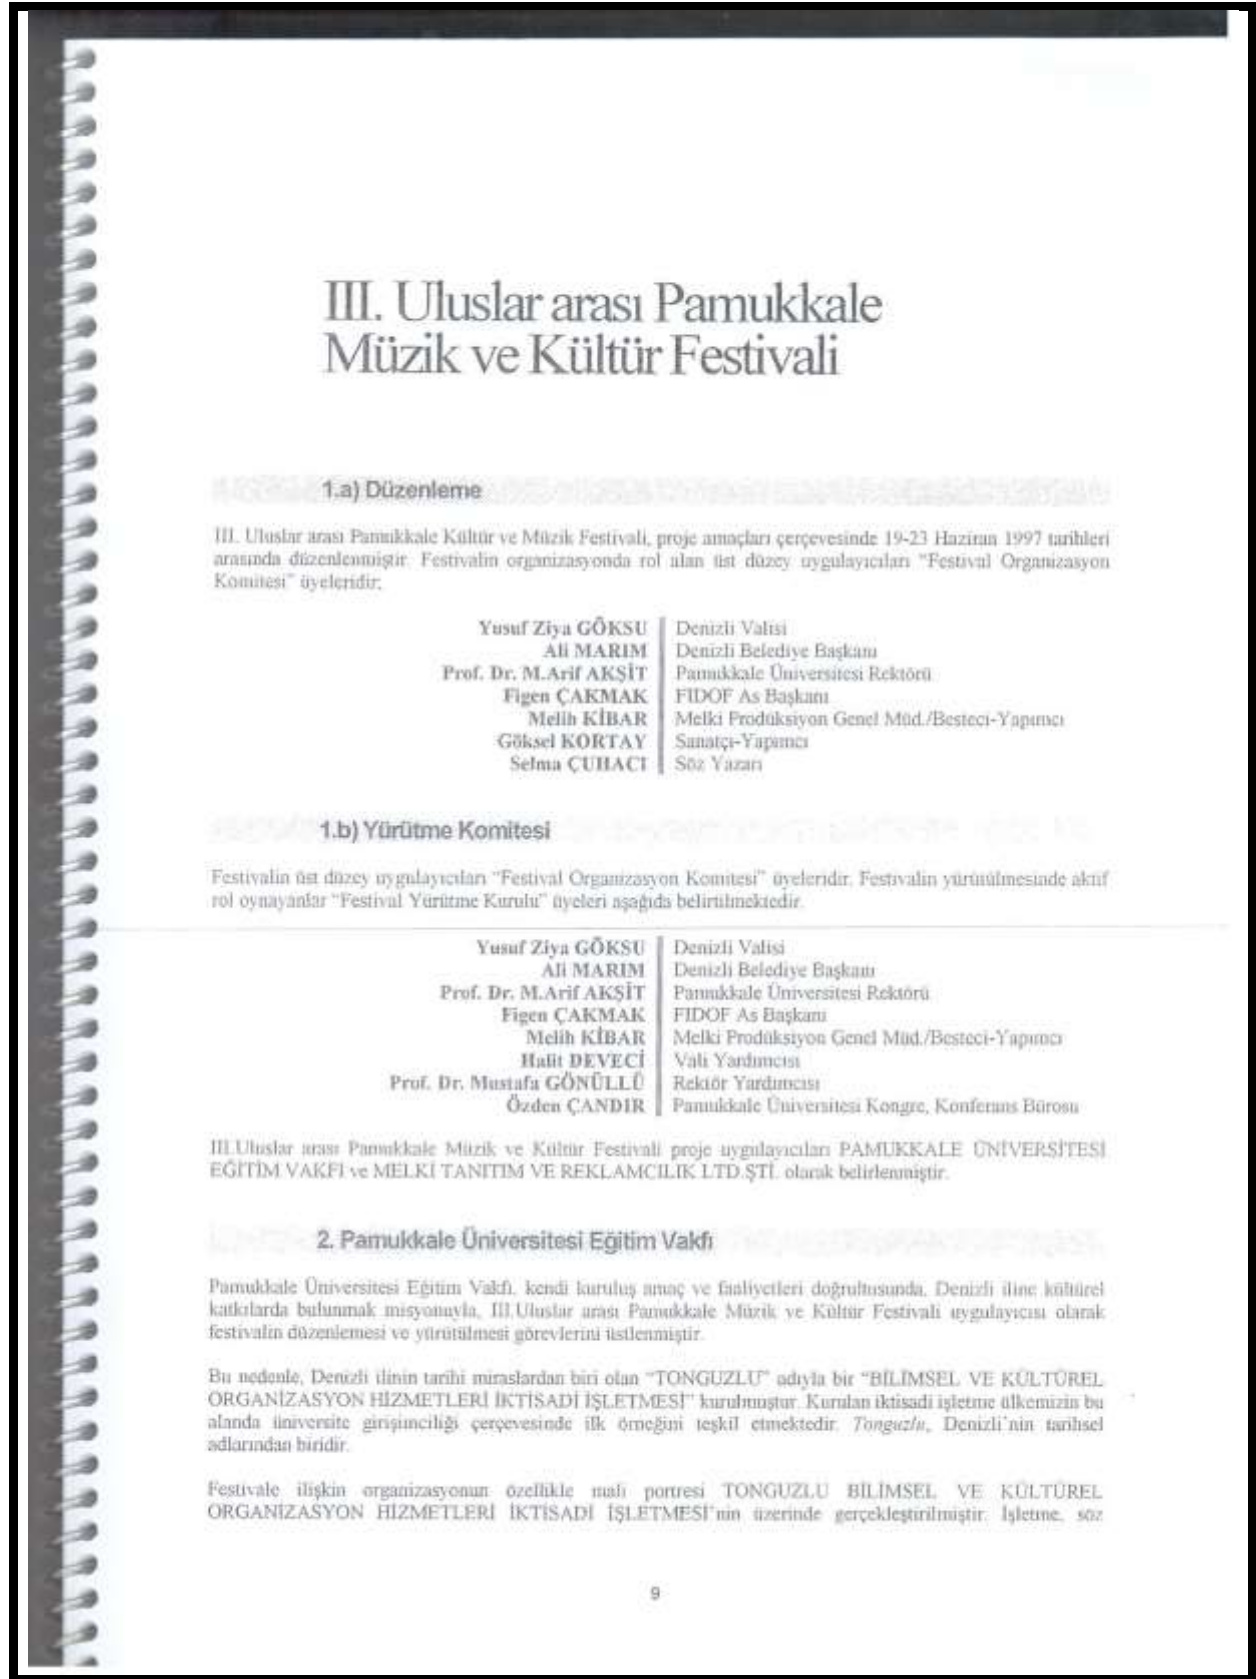 III. Uluslar arası Pamukkale
Müzik ve Kültür Festivali
1.a) Düzenleme
III. Uluslar arası Pamukkale Kültür ve Müzik Festivali, proje amaçları çerçevesinde 19-23 Haziran 1997 tarihleri
arasında düzenlenmiştir. Festivalin organizasyonda rol alan üst düzey uygulayıcıları "Festival Organizasyon
Komitesi" üyeleridir;
Yusuf Ziya GÖKSU Denizli Valisi
Ali MARIM Denizli Belediye Başkanı
Prof. Dr. M.Arif AKŞİT Pamukkale Üniversitesi Rektörü
Figen ÇAKMAK FIDOF As Başkanı
Melih KİBAR Melki Prodüksiyon Genel Müd./Besteci-Yapımcı
Göksel KORTAY Sanatçı-Yapımcı
Selma ÇUHACI Söz Yazarı
1.b) Yürütme Komitesi
Festivalin üst düzey uygulayıcıları "Festival Organizasyon Komitesi" üyeleridir. Festivalin yürütülmesinde aktif
rol oynayanlar "Festival Yürütme Kurulu" üyeleri aşağıda belirtilmektedir.
Yusuf Ziya GÖKSU Denizli Valisi
Ali MARIM Denizli Belediye Başkanı
Prof. Dr. M.Arif AKŞİT Pamukkale Üniversitesi Rektörü
Figen ÇAKMAK FIDOF As Başkanı
Melih KİBAR Melki Prodüksiyon Genel Müd./Besteci-Yapımcı
Halit DEVECİ Vali Yardımcısı
Prof. Dr. Mustafa GÖNÜLLÜ Rektör Yardımcısı
Özden ÇANDIR Pamukkale Üniversitesi Kongre, Konferans Bürosu
III.Uluslar arası Pamukkale Müzik ve Kültür Festivali proje uygulayıcıları PAMUKKALE ÜNİVERSİTESİ
EĞİTİM VAKFI ve MELKİ TANITIM VE REKLAMCILIK LTD.ŞTİ. olarak belirlenmiştir.
2. Pamukkale Üniversitesi Eğitim Vakfı
Pamukkale Üniversitesi Eğitim Vakfı, kendi kuruluş amaç ve faaliyetleri doğrultusunda, Denizli iline kültürel
katkılarda bulunmak misyonuyla, III.Uluslar arası Pamukkale Müzik ve Kültür Festivali uygulayıcısı olarak
festivalin düzenlemesi ve yürütülmesi görevlerini üstlenmiştir.
Bu nedenle, Denizli ilinin tarihi miraslardan biri olan "TONGUZLU" adıyla bir "BİLİMSEL VE KÜLTÜREL
ORGANİZASYON HİZMETLERİ İKTİSADİ İŞLETMESİ" kurulmuştur. Kurulan iktisadi işletme ülkemizin bu
alanda üniversite girişimciliği çerçevesinde ilk örneğini teşkil etmektedir. Tonguzlu, Denizli'nin tarihsel
adlarından biridir.
Festivale ilişkin organizasyonun özellikle mali portresi TONGUZLU BİLİMSEL VE KÜLTÜREL
ORGANİZASYON HİZMETLERİ İKTİSADİ İŞLETMESİ'nin üzerinde gerçekleştirilmiştir. İşletme, söz
9